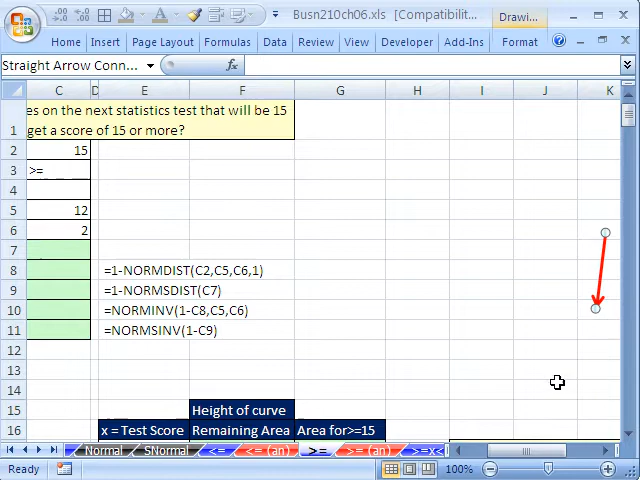 Busn210ch06.xls [Compatibility... Drawi...
Home Insert Page Layout Formulas Data Review View Developer Add-Ins Format
Straight Arrow Conn... fx
C D E F G H I J K
1 es on the next statistics test that will be 15
get a score of 15 or more?
2 15
3 >=
4
5 12
6 2
7
8 =1-NORMDIST(C2,C5,C6,1)
9 =1-NORMSDIST(C7)
10 =NORMINV(1-C8,C5,C6)
11 =NORMSINV(1-C9)
12
13
14
15 Height of curve
16 x = Test Score Remaining Area Area for>=15
Normal SNormal <= <= (an) >= >= (an) >=x<
Ready 100%